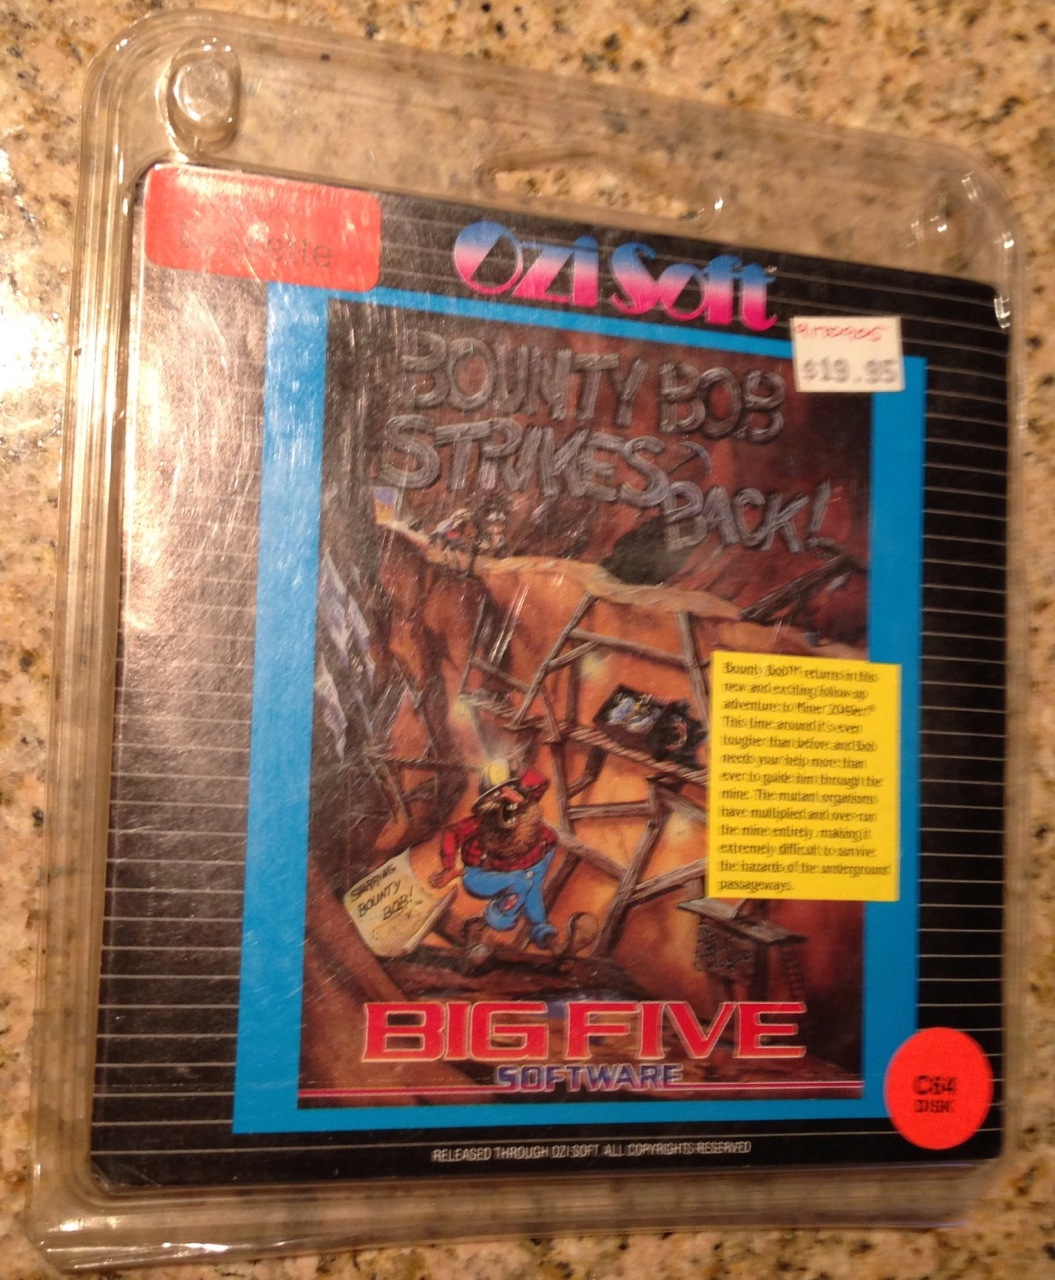 Ozi Soft
$19.95
BOUNTY BOB
STRIKES
BACK!
Bounty Bob™ returns in this
new and exciting follow-up
adventure to Miner 2049er®
This time around it's even
tougher than before and Bob
needs your help more than
ever to guide him through the
mine. The mutant organisms
have multiplied and over-run
the mine entirely, making it
extremely difficult to survive
the hazards of the underground
passageways.
STARRING
BOUNTY
BOB!
BIG FIVE
SOFTWARE
C64
DISK
RELEASED THROUGH OZI SOFT ALL COPYRIGHTS RESERVED